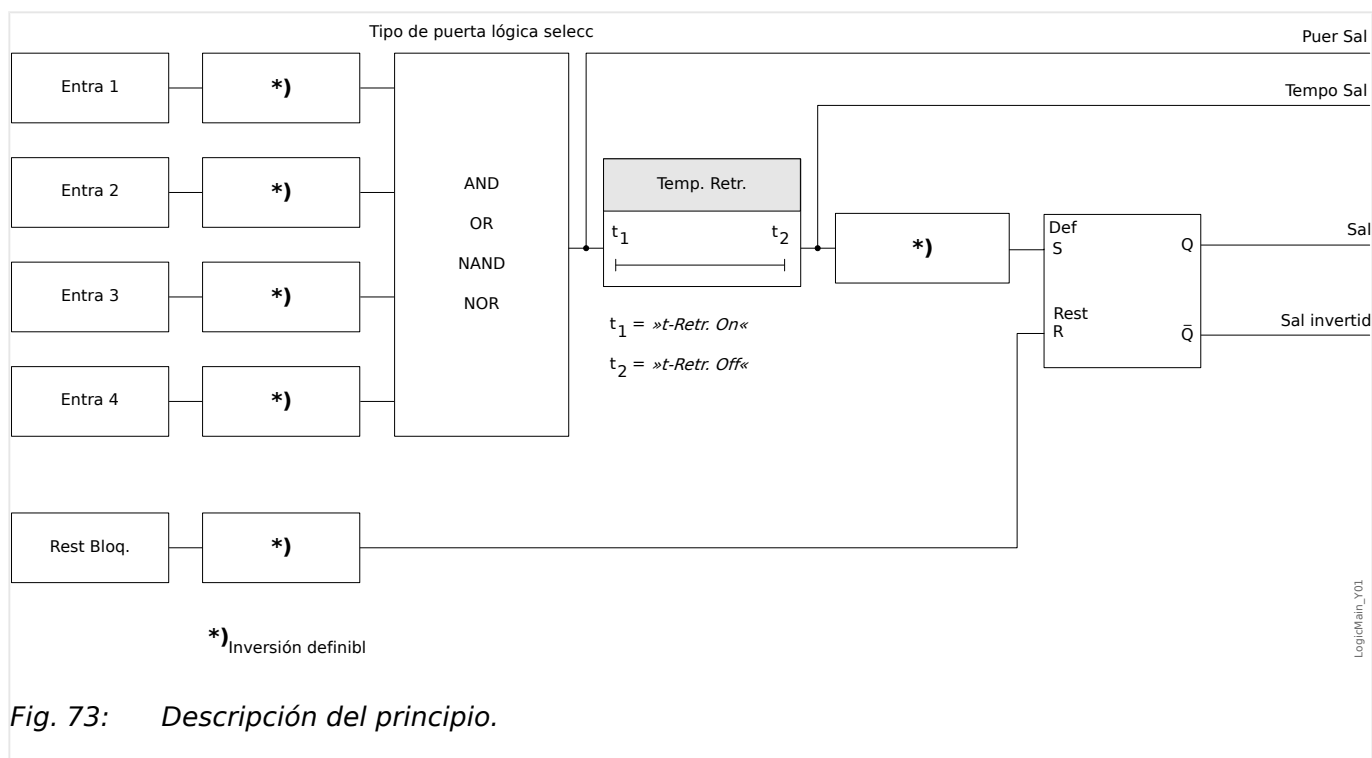 Tipo de puerta lógica selecc
Puer Sal
Entra 1
*)
Tempo Sal
Entra 2
*)
AND
OR
NAND
NOR
Temp. Retr.
t1
t2
*)
Def
S
Q
Sal
Entra 3
*)
t1 = »t-Retr. On«
Rest
R
Q̅
Sal invertid
t2 = »t-Retr. Off«
Entra 4
*)
Rest Bloq.
*)
*)Inversión definibl
LogicMain_Y01
Fig. 73: Descripción del principio.